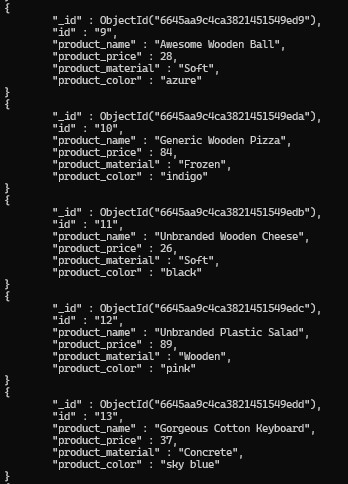 {
"_id" : ObjectId("6645aa9c4ca3821451549ed9"),
"id" : "9",
"product_name" : "Awesome Wooden Ball",
"product_price" : 28,
"product_material" : "Soft",
"product_color" : "azure"
}
{
"_id" : ObjectId("6645aa9c4ca3821451549eda"),
"id" : "10",
"product_name" : "Generic Wooden Pizza",
"product_price" : 84,
"product_material" : "Frozen",
"product_color" : "indigo"
}
{
"_id" : ObjectId("6645aa9c4ca3821451549edb"),
"id" : "11",
"product_name" : "Unbranded Wooden Cheese",
"product_price" : 26,
"product_material" : "Soft",
"product_color" : "black"
}
{
"_id" : ObjectId("6645aa9c4ca3821451549edc"),
"id" : "12",
"product_name" : "Unbranded Plastic Salad",
"product_price" : 89,
"product_material" : "Wooden",
"product_color" : "pink"
}
{
"_id" : ObjectId("6645aa9c4ca3821451549edd"),
"id" : "13",
"product_name" : "Gorgeous Cotton Keyboard",
"product_price" : 37,
"product_material" : "Concrete",
"product_color" : "sky blue"
}